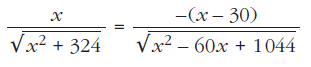 x / √(x² + 324) = –(x – 30) / √(x² – 60x + 1044)